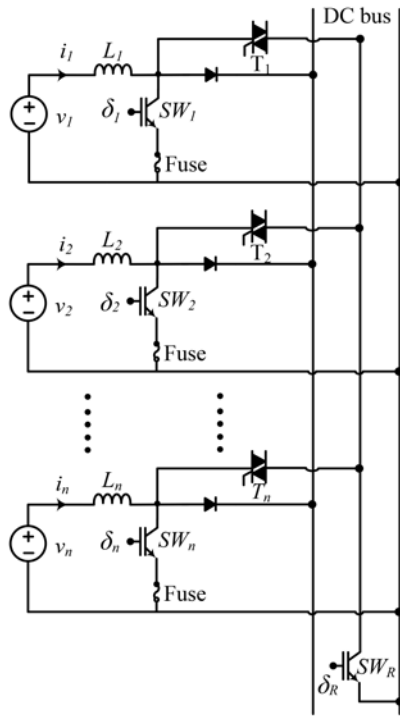 DC bus
i1 L1
T1
v1 δ1 SW1
Fuse
i2 L2
T2
v2 δ2 SW2
Fuse
in Ln
Tn
vn δn SWn
Fuse
δR SWR